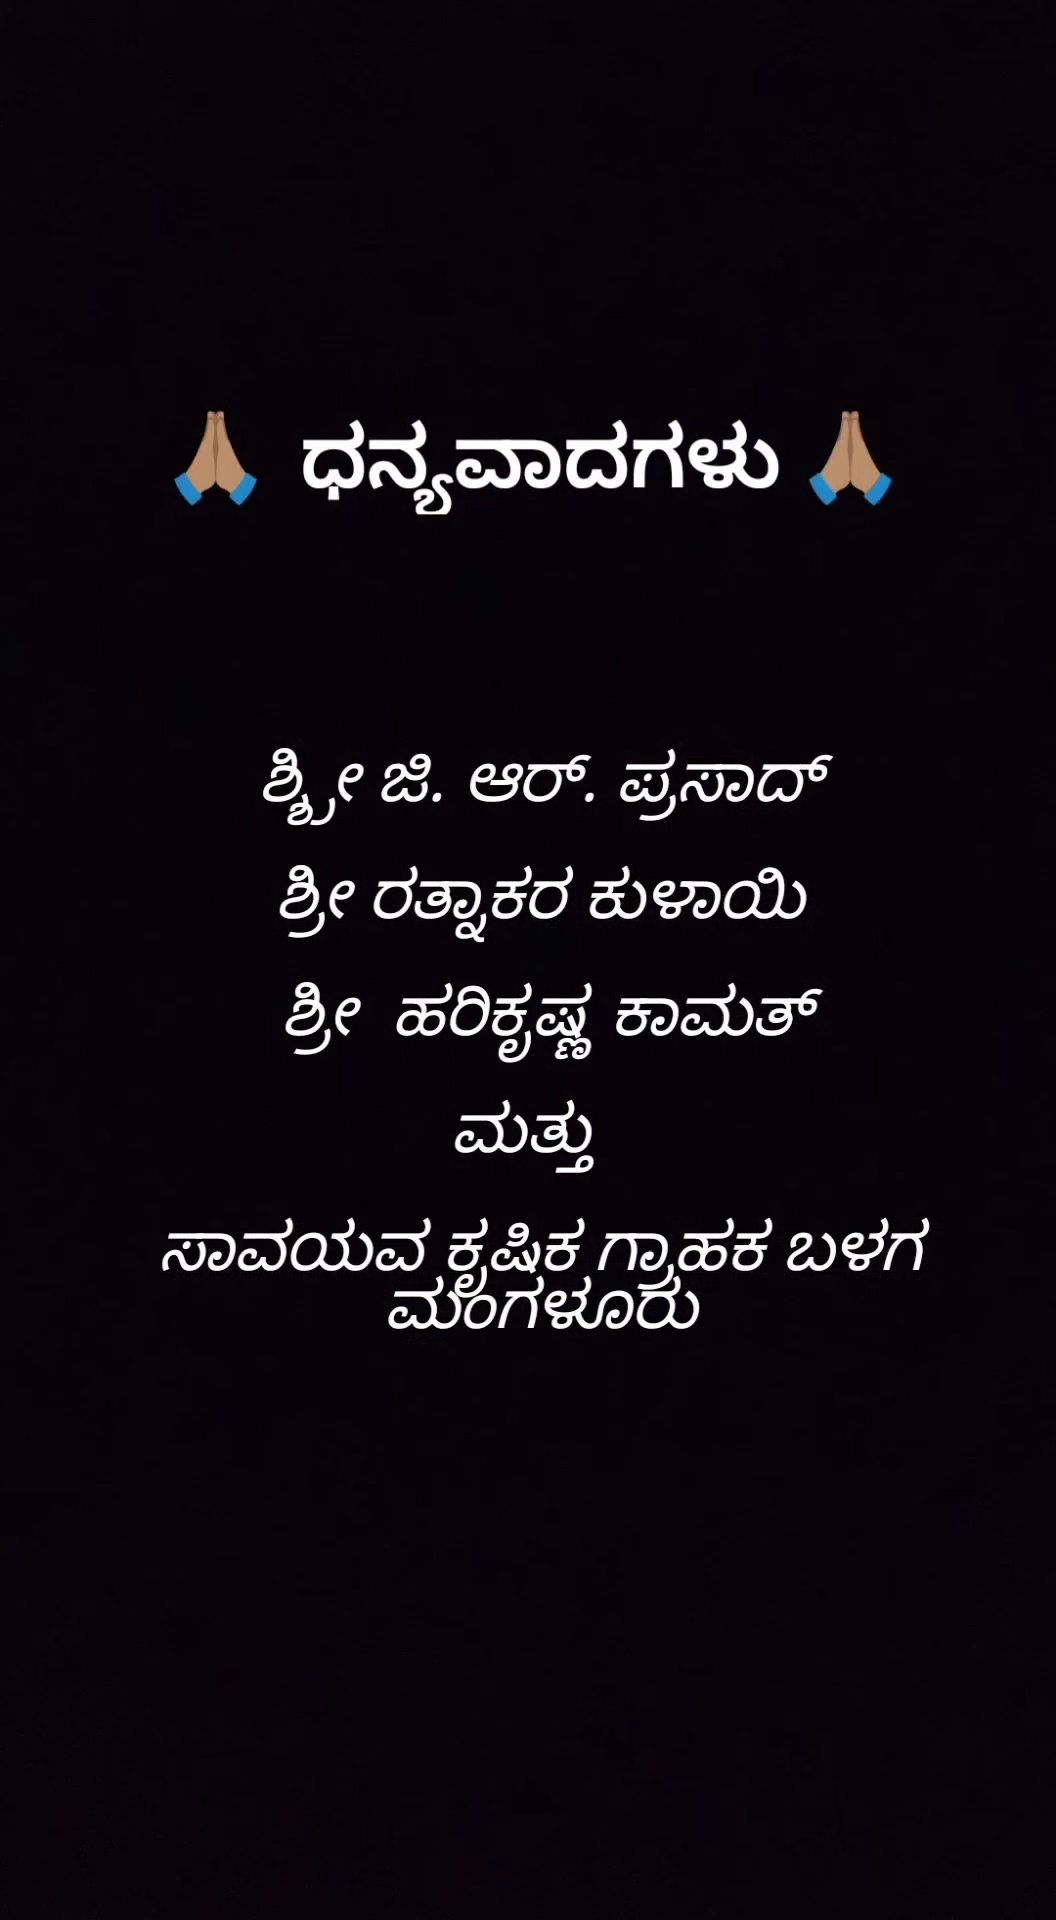 🙏🏽 ಧನ್ಯವಾದಗಳು 🙏🏽
ಶ್ಶ್ರೀ ಜಿ. ಆರ್. ಪ್ರಸಾದ್
ಶ್ರೀ ರತ್ನಾಕರ ಕುಳಾಯಿ
ಶ್ರೀ ಹರಿಕೃಷ್ಣ ಕಾಮತ್
ಮತ್ತು
ಸಾವಯವ ಕೃಷಿಕ ಗ್ರಾಹಕ ಬಳಗ
ಮಂಗಳೂರು